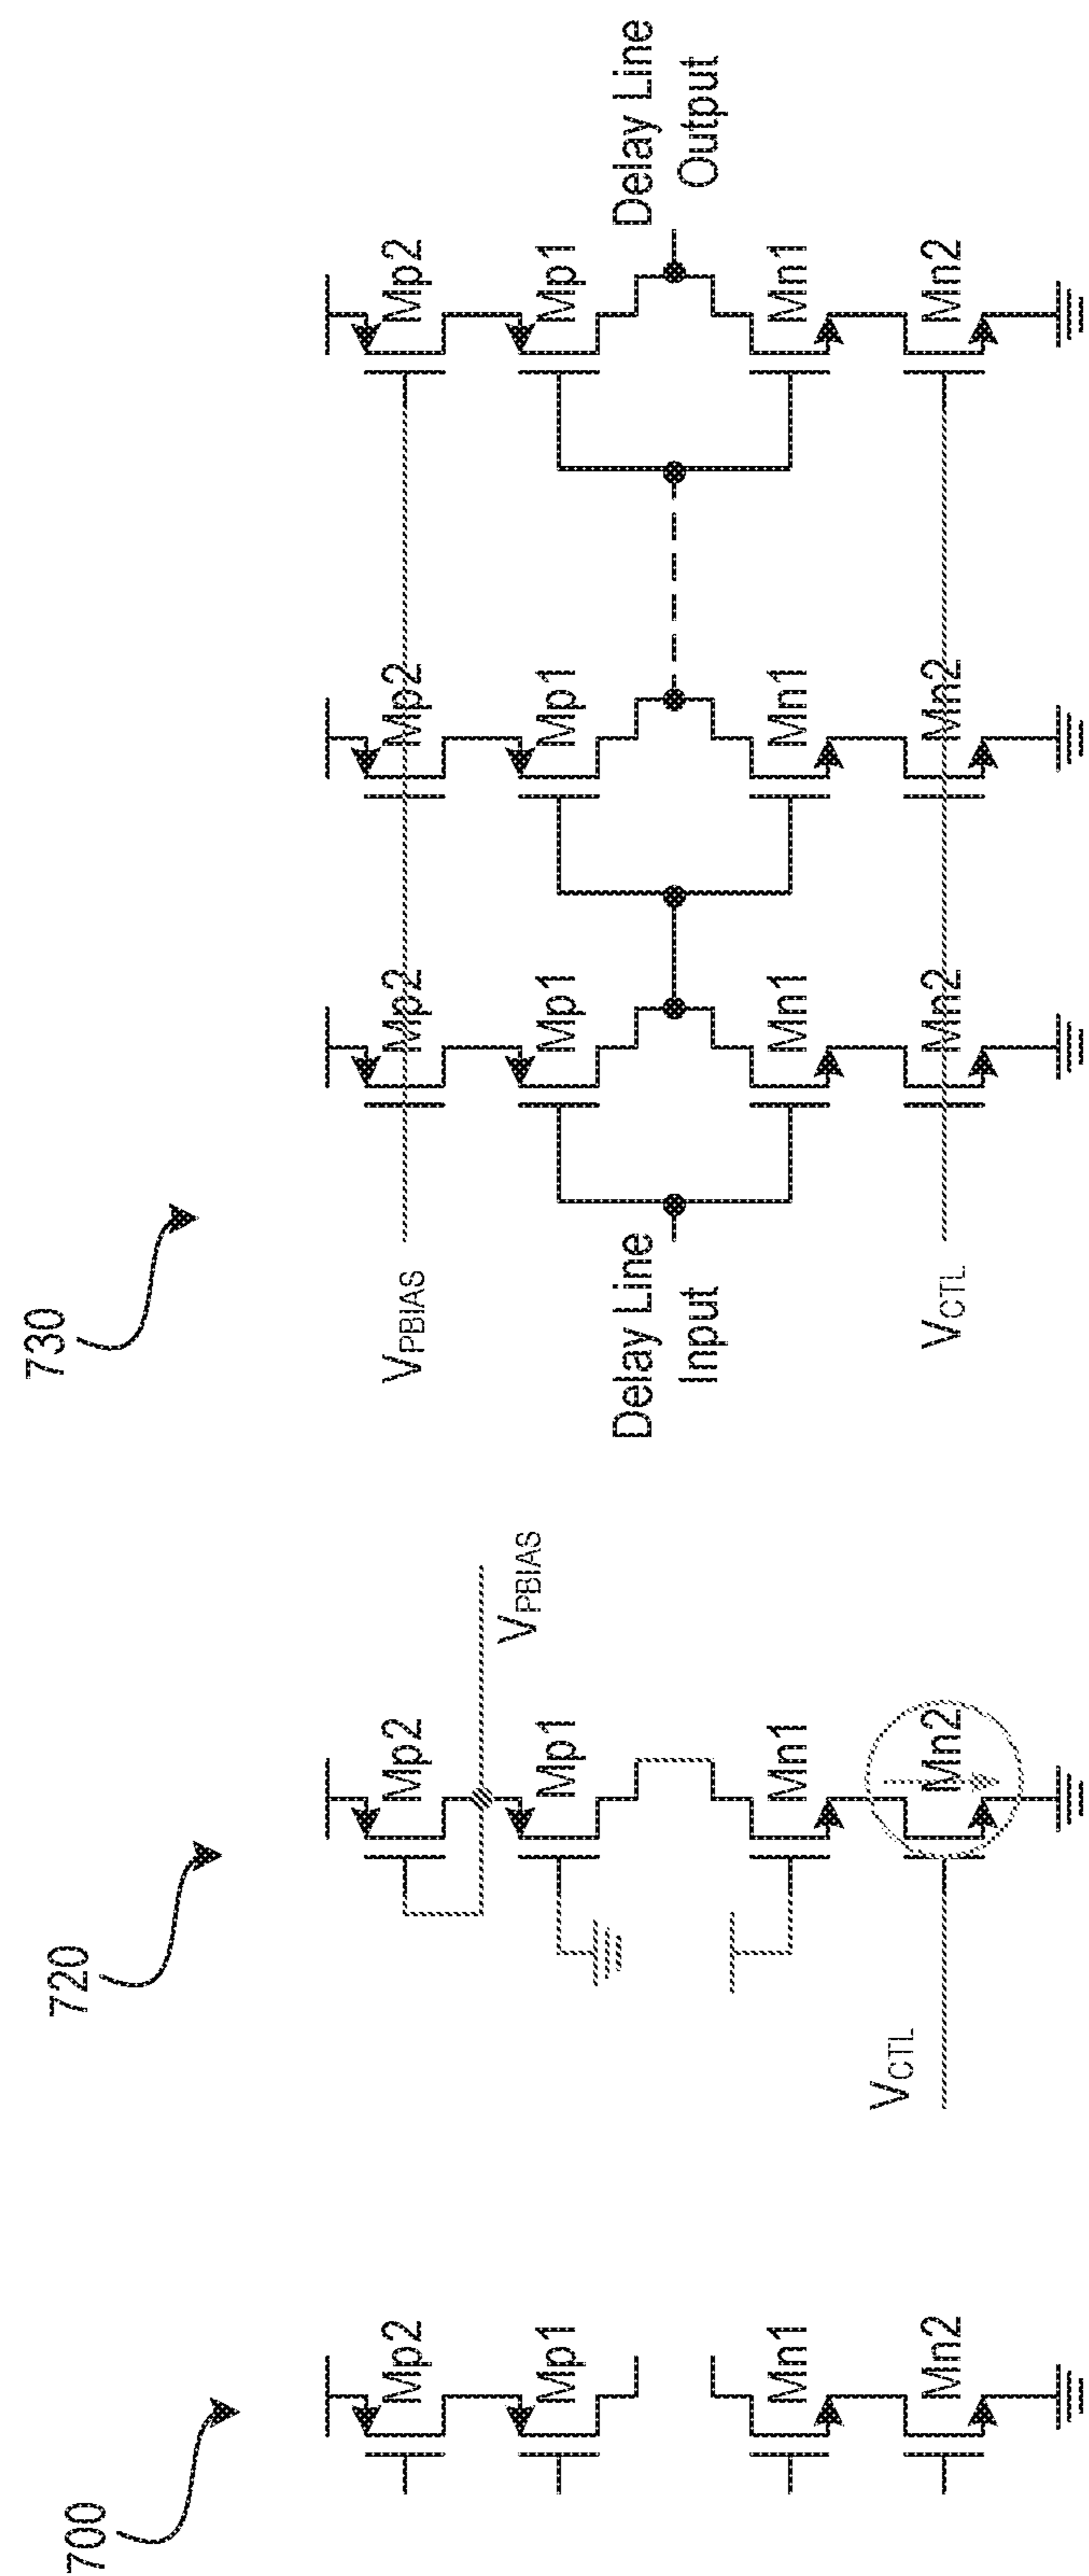 700
Mp2
Mp1
Mn1
Mn2
720
Mp2
VPBIAS
Mp1
Mn1
Mn2
VCTL
730
VPBIAS
Mp2
Mp2
Mp2
Mp1
Mp1
Mp1
Delay Line
Input
Delay Line
Output
Mn1
Mn1
Mn1
VCTL
Mn2
Mn2
Mn2